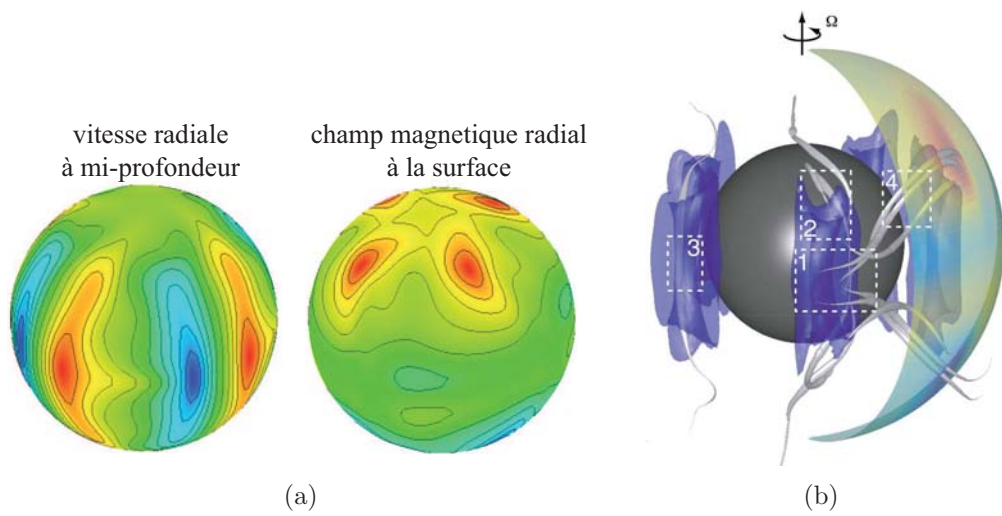 vitesse radiale
à mi-profondeur
champ magnetique radial
à la surface
Ω
4
2
3
1
(a)
(b)